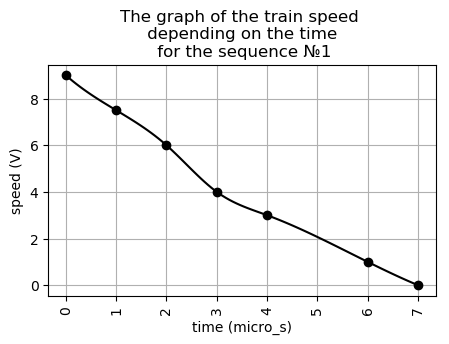 The graph of the train speed
depending on the time
for the sequence №1
speed (V)
8
6
4
2
0
0 1 2 3 4 5 6 7
time (micro_s)